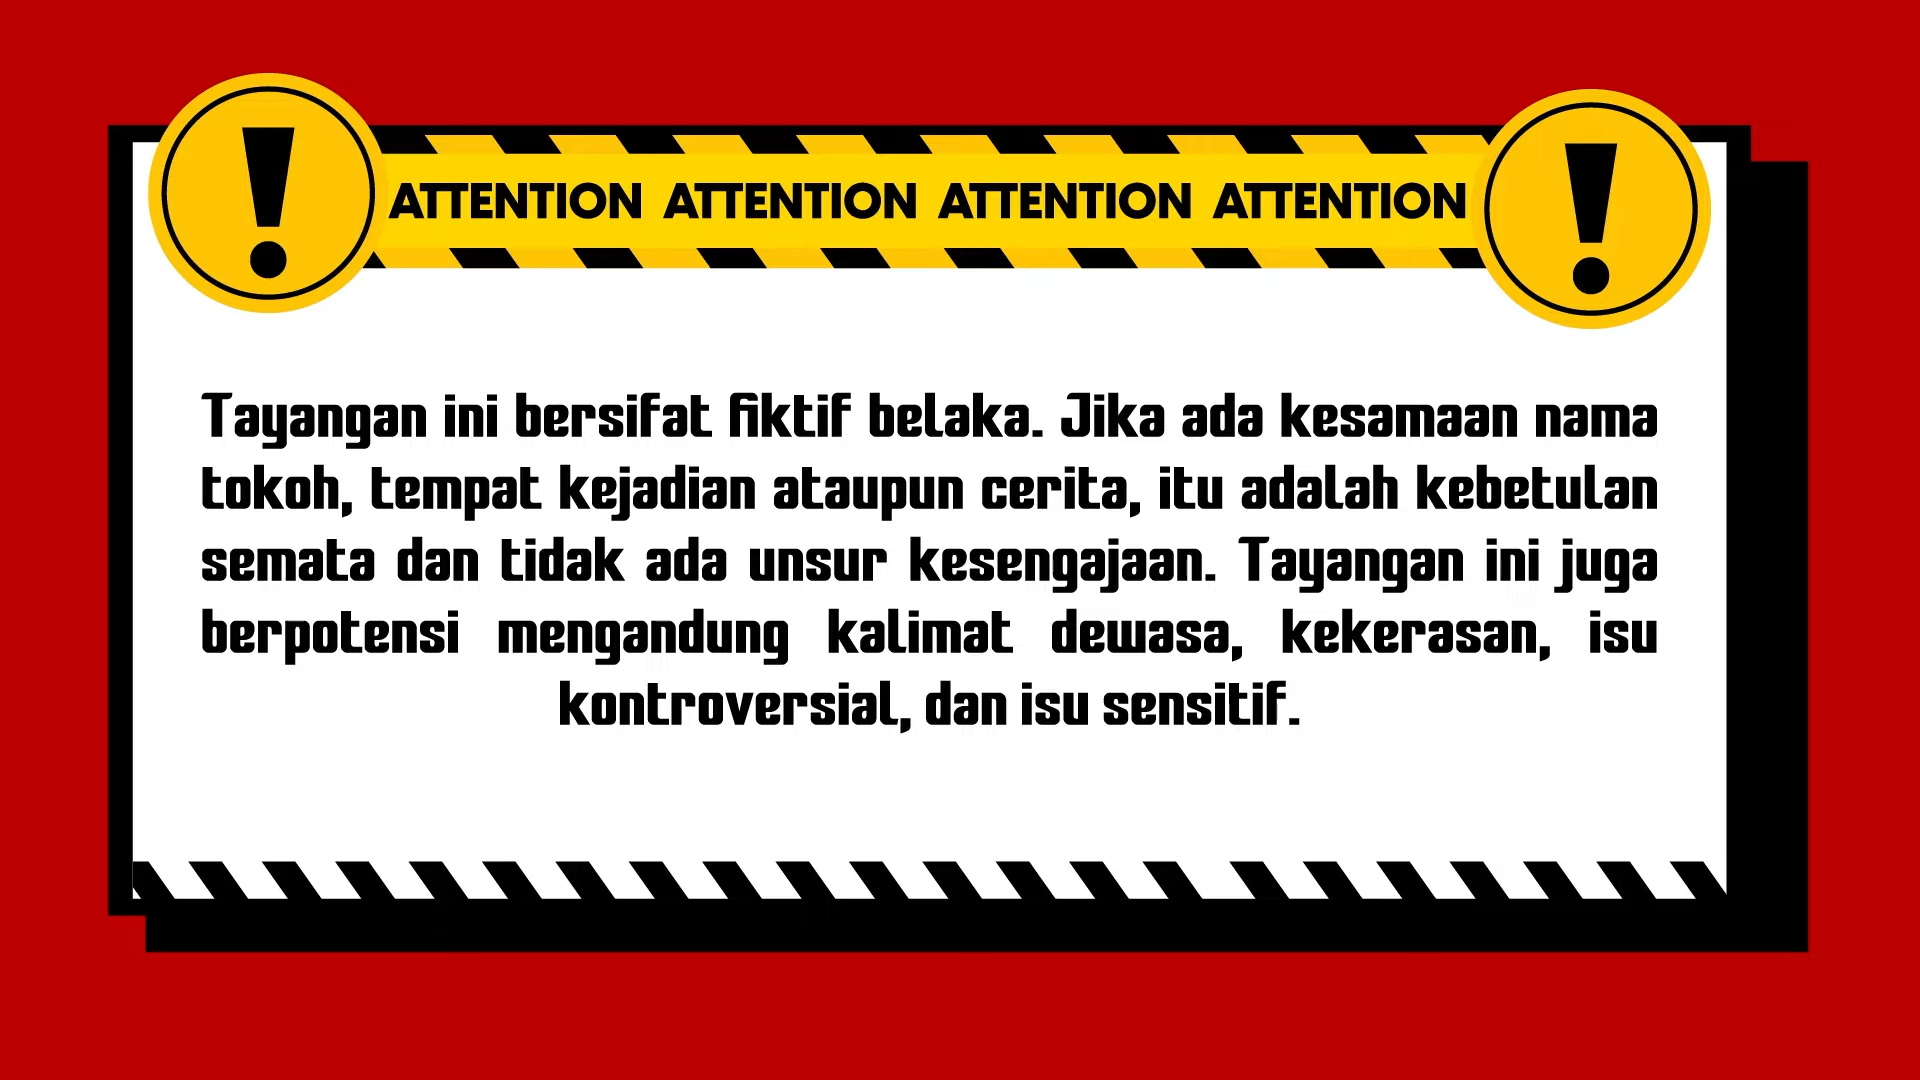 ATTENTION ATTENTION ATTENTION ATTENTION
Tayangan ini bersifat fiktif belaka. Jika ada kesamaan nama
tokoh, tempat kejadian ataupun cerita, itu adalah kebetulan
semata dan tidak ada unsur kesengajaan. Tayangan ini juga
berpotensi mengandung kalimat dewasa, kekerasan, isu
kontroversial, dan isu sensitif.